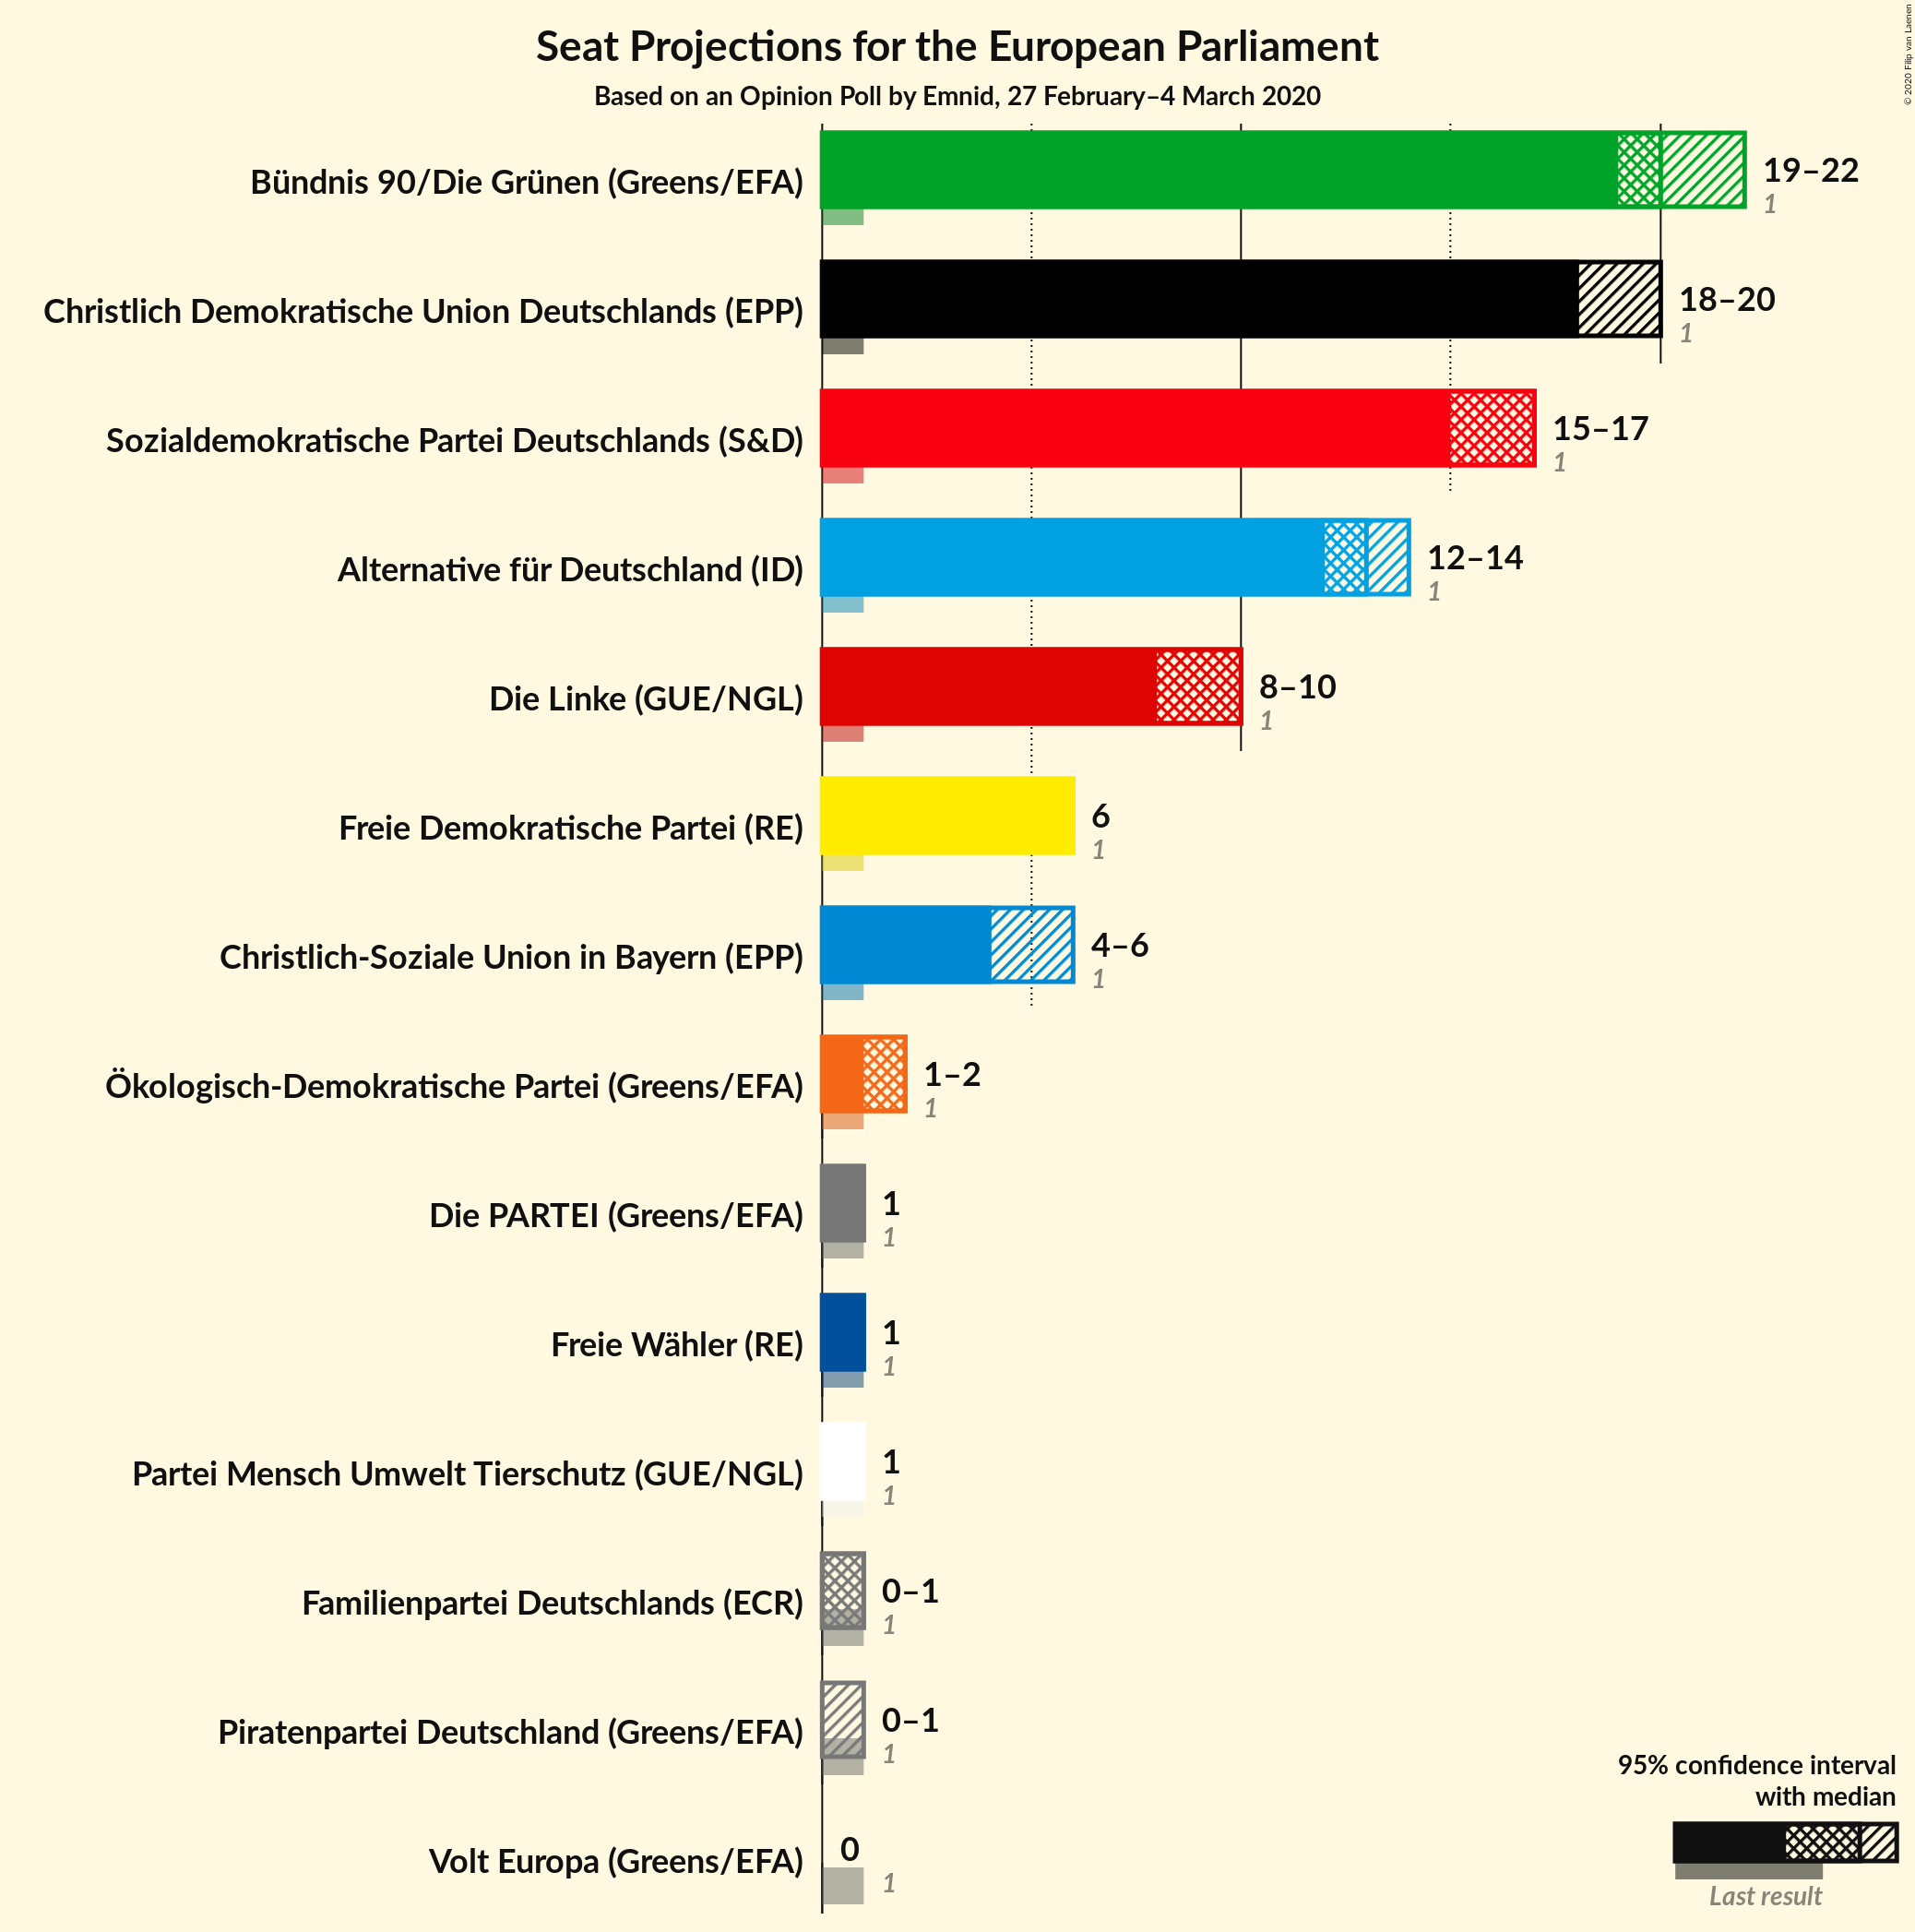 © 2020 Filip van Laenen
Seat Projections for the European Parliament
Based on an Opinion Poll by Emnid, 27 February–4 March 2020
Bündnis 90/Die Grünen (Greens/EFA)
19–22
1
Christlich Demokratische Union Deutschlands (EPP)
18–20
1
Sozialdemokratische Partei Deutschlands (S&D)
15–17
1
Alternative für Deutschland (ID)
12–14
1
Die Linke (GUE/NGL)
8–10
1
Freie Demokratische Partei (RE)
6
1
Christlich-Soziale Union in Bayern (EPP)
4–6
1
Ökologisch-Demokratische Partei (Greens/EFA)
1–2
1
Die PARTEI (Greens/EFA)
1
1
Freie Wähler (RE)
1
1
Partei Mensch Umwelt Tierschutz (GUE/NGL)
1
1
Familienpartei Deutschlands (ECR)
0–1
1
Piratenpartei Deutschland (Greens/EFA)
0–1
1
Volt Europa (Greens/EFA)
0
1
95% confidence interval
with median
Last result